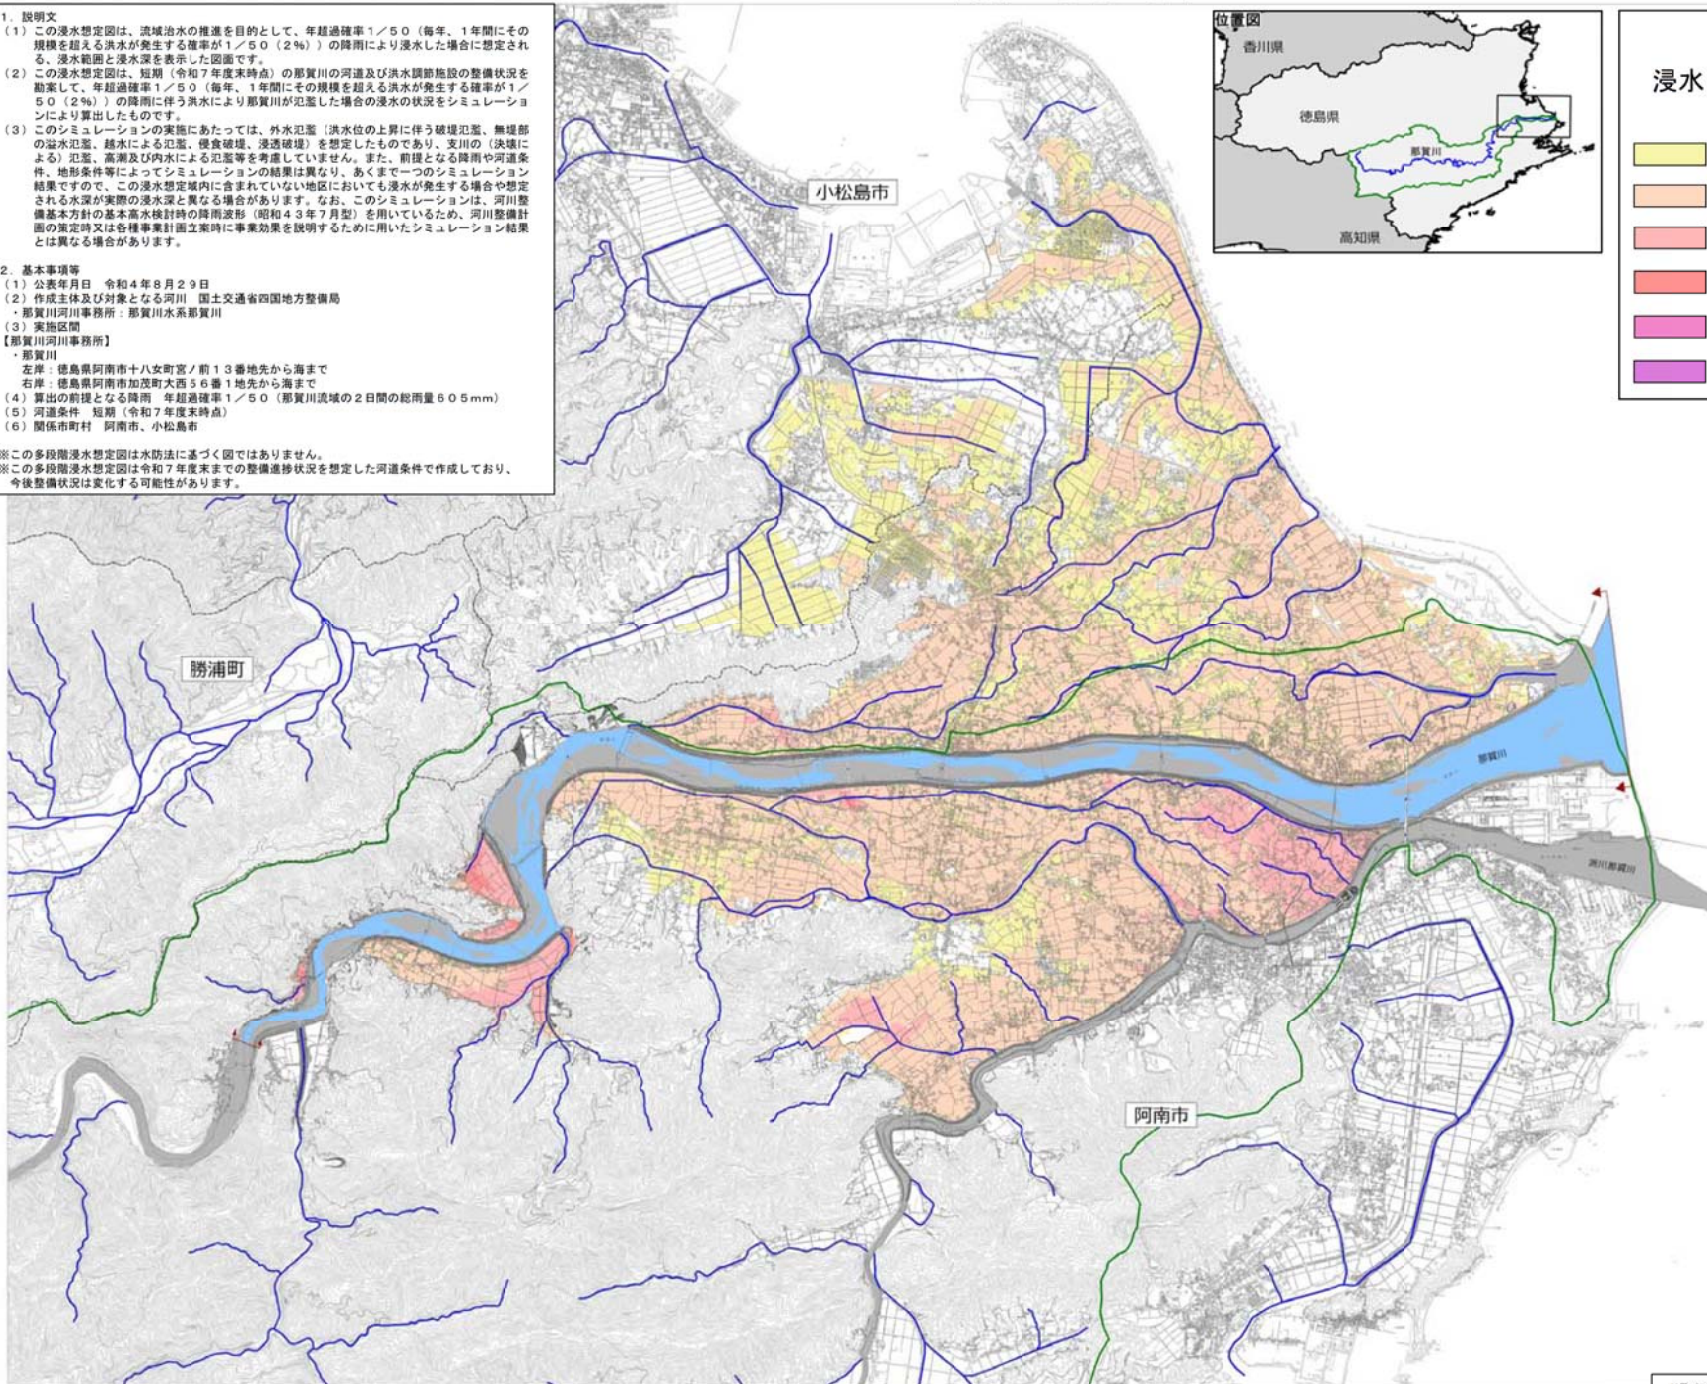 1. 説明文
(1) この浸水想定図は、流域治水の推進を目的として、年超過確率1/50(毎年、1年間にその
規模を超える洪水が発生する確率が1/50(2%))の降雨により浸水した場合に想定され
る、浸水範囲と浸水深を表示した図面です。
(2) この浸水想定図は、短期(令和7年度末時点)の那賀川の河道及び洪水調節施設の整備状況を
勘案して、年超過確率1/50(毎年、1年間にその規模を超える洪水が発生する確率が1/
50(2%))の降雨に伴う洪水により那賀川が氾濫した場合の浸水の状況をシミュレーショ
ンにより算出したものです。
(3) このシミュレーションの実施にあたっては、外水氾濫(洪水位の上昇に伴う破堤氾濫、無堤部
の溢水氾濫、越水による氾濫、侵食破堤、浸透破堤)を想定したものであり、支川の(決壊に
よる)氾濫、高潮及び内水による氾濫等を考慮していません。また、前提となる降雨や河道条
件、地形条件等によってシミュレーションの結果は異なり、あくまで一つのシミュレーション
結果ですので、この浸水想定域内に含まれていない地区においても浸水が発生する場合や想定
される水深が実際の浸水深と異なる場合があります。なお、このシミュレーションは、河川整
備基本方針の基本高水検討時の降雨波形(昭和43年7月型)を用いているため、河川整備計
画の策定時又は各種事業計画立案時に事業効果を説明するために用いたシミュレーション結果
とは異なる場合があります。
2. 基本事項等
(1) 公表年月日 令和4年8月29日
(2) 作成主体及び対象となる河川 国土交通省四国地方整備局
・那賀川河川事務所:那賀川水系那賀川
(3) 実施区間
【那賀川河川事務所】
・那賀川
左岸:徳島県阿南市十八女町宮ノ前13番地先から海まで
右岸:徳島県阿南市加茂町大西56番1地先から海まで
(4) 算出の前提となる降雨 年超過確率1/50(那賀川流域の2日間の総雨量605mm)
(5) 河道条件 短期(令和7年度末時点)
(6) 関係市町村 阿南市、小松島市
※この多段階浸水想定図は水防法に基づく図ではありません。
※この多段階浸水想定図は令和7年度末までの整備進捗状況を想定した河道条件で作成しており、
今後整備状況は変化する可能性があります。
位置図
香川県
徳島県
那賀川
高知県
浸水
小松島市
勝浦町
那賀川
派川那賀川
阿南市